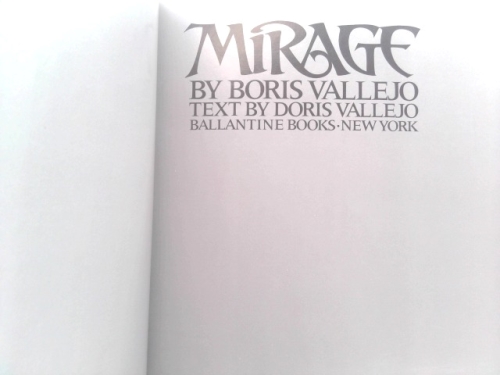 MiRAGE
BY BORIS VALLEJO
TEXT BY DORIS VALLEJO
BALLANTINE BOOKS·NEW YORK